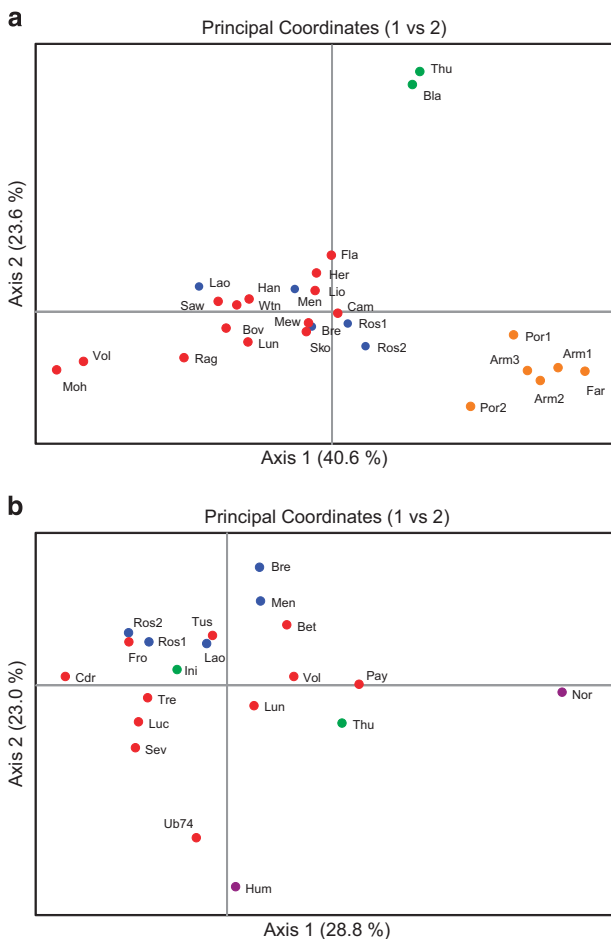 a
Principal Coordinates (1 vs 2)
Thu
Bla
Fla
Her
Lao
Han
Lio
Men
Saw
Wtn
Cam
Mew
Bre
Ros1
Bov
Sko
Por1
Lun
Ros2
Vol
Rag
Arm3
Arm1
Moh
Far
Arm2
Por2
Axis 2 (23.6 %)
Axis 1 (40.6 %)
b
Principal Coordinates (1 vs 2)
Bre
Men
Ros2
Tus
Bet
Ros1
Fro
Lao
Ini
Cdr
Vol
Pay
Nor
Tre
Lun
Luc
Thu
Sev
Ub74
Hum
Axis 2 (23.0 %)
Axis 1 (28.8 %)